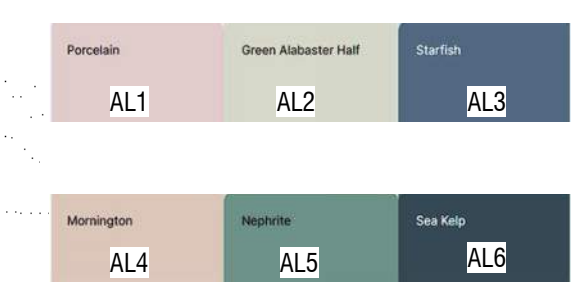 Porcelain Green Alabaster Half Starfish
AL1 AL2 AL3
Mornington Nephrite Sea Kelp
AL4 AL5 AL6